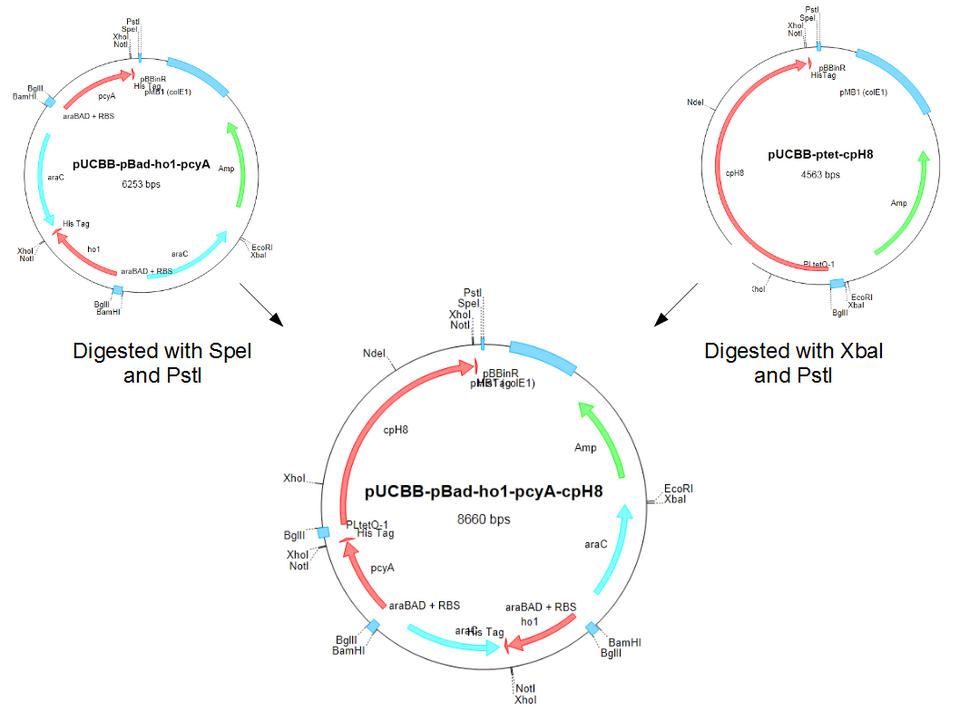 PstI
SpeI
XhoI
NotI
pBBinR
His Tag
pMB1 (colE1)
BglII
BamHI
pcyA
araBAD + RBS
pUCBB-pBad-ho1-pcyA
6253 bps
Amp
araC
His Tag
XhoI
NotI
ho1
araBAD + RBS
araC
EcoRI
XbaI
BglII
BamHI
PstI
SpeI
XhoI
NotI
pBBinR
HisTag
pMB1 (colE1)
NdeI
pUCBB-ptet-cpH8
4563 bps
cpH8
Amp
PLtetO-1
XhoI
EcoRI
XbaI
BglII
Digested with SpeI
and PstI
Digested with XbaI
and PstI
PstI
SpeI
XhoI
NotI
pBBinR
His Tag
pMB1 (colE1)
NdeI
cpH8
Amp
XhoI
pUCBB-pBad-ho1-pcyA-cpH8
8660 bps
EcoRI
XbaI
PLtetO-1
His Tag
BglII
XhoI
NotI
pcyA
araC
araBAD + RBS
araBAD + RBS
ho1
araC
His Tag
BglII
BamHI
BamHI
BglII
NotI
XhoI